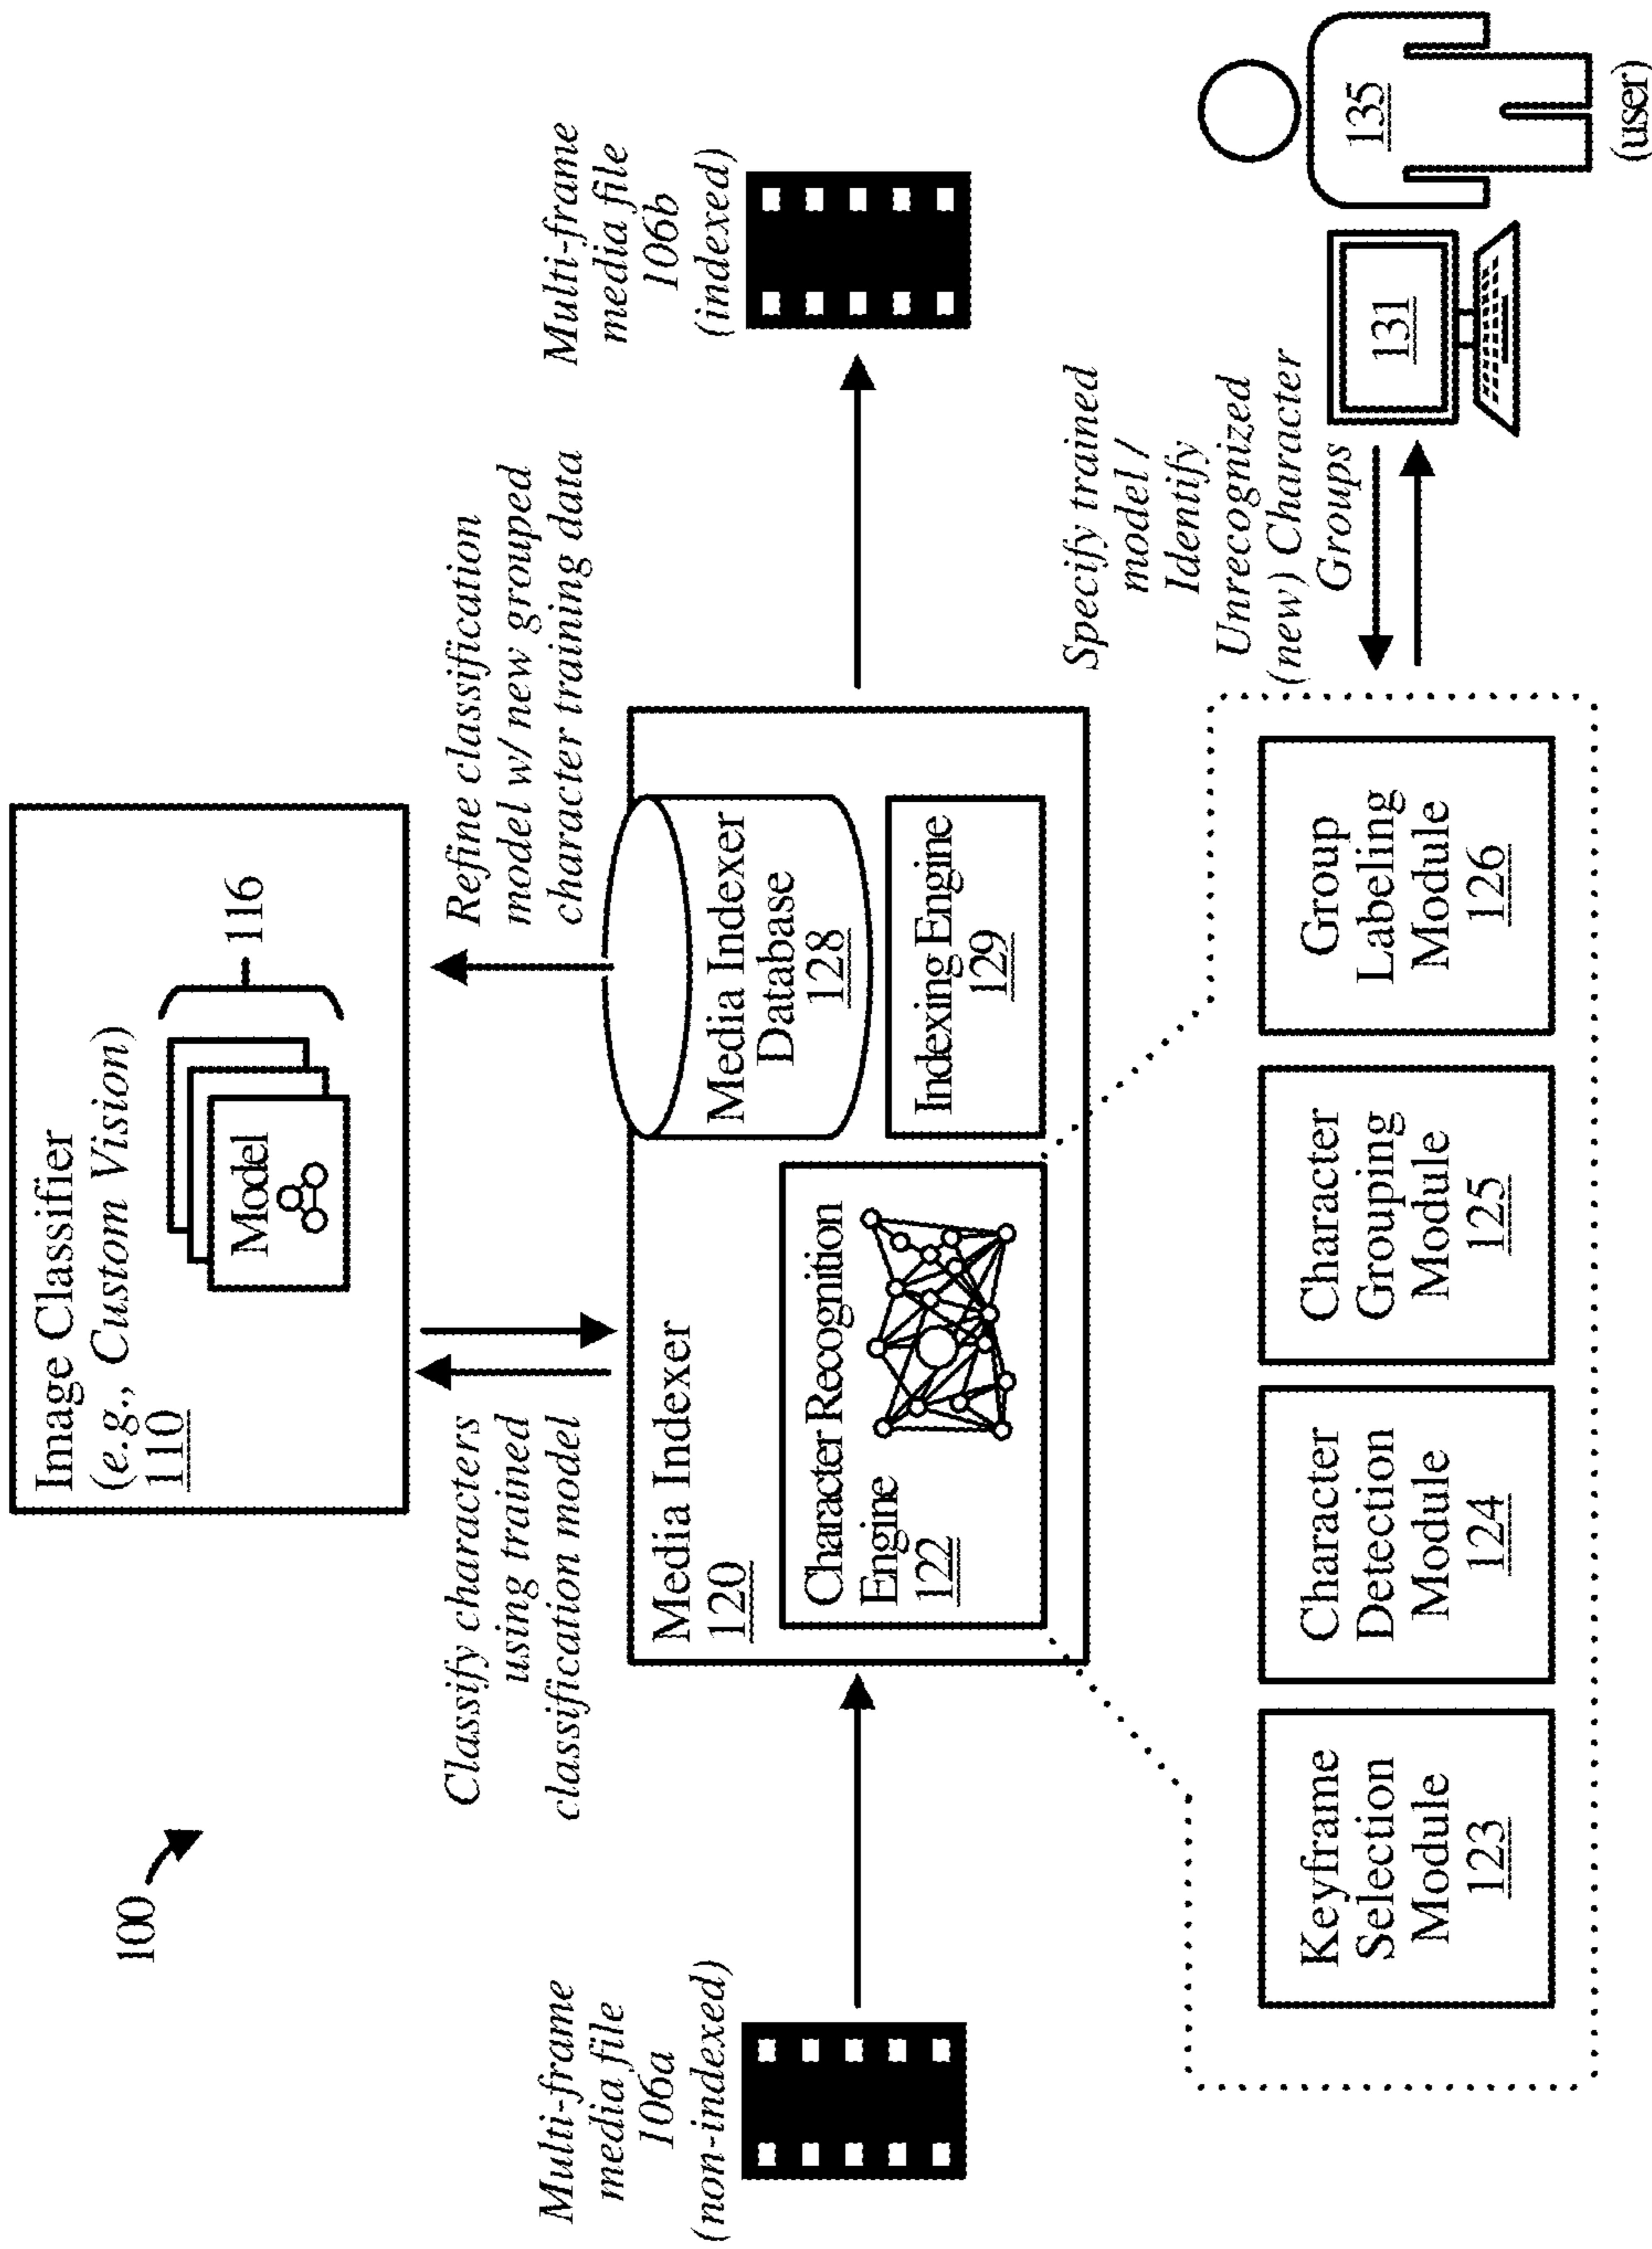 100
Image Classifier
(e.g., Custom Vision)
110
Model
116
Classify characters
using trained
classification model
Refine classification
model w/ new grouped
character training data
Multi-frame
media file
106a
(non-indexed)
Media Indexer
120
Character Recognition
Engine
122
Media Indexer
Database
128
Indexing Engine
129
Multi-frame
media file
106b
(indexed)
Specify trained
model /
Identify
Unrecognized
(new) Character
Groups
Keyframe
Selection
Module
123
Character
Detection
Module
124
Character
Grouping
Module
125
Group
Labeling
Module
126
131
135
(user)